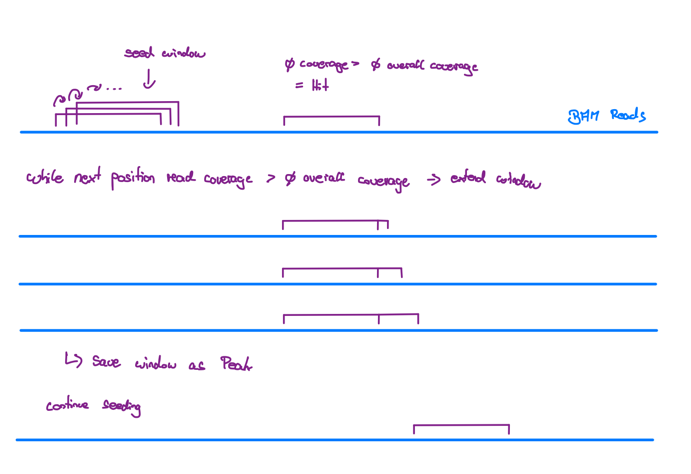 seed window
...
ø coverage > ø overall coverage
= Hit
BAM Reads
while next position read coverage > ø overall coverage → extend window
↳ Save window as Peak
continue seeding